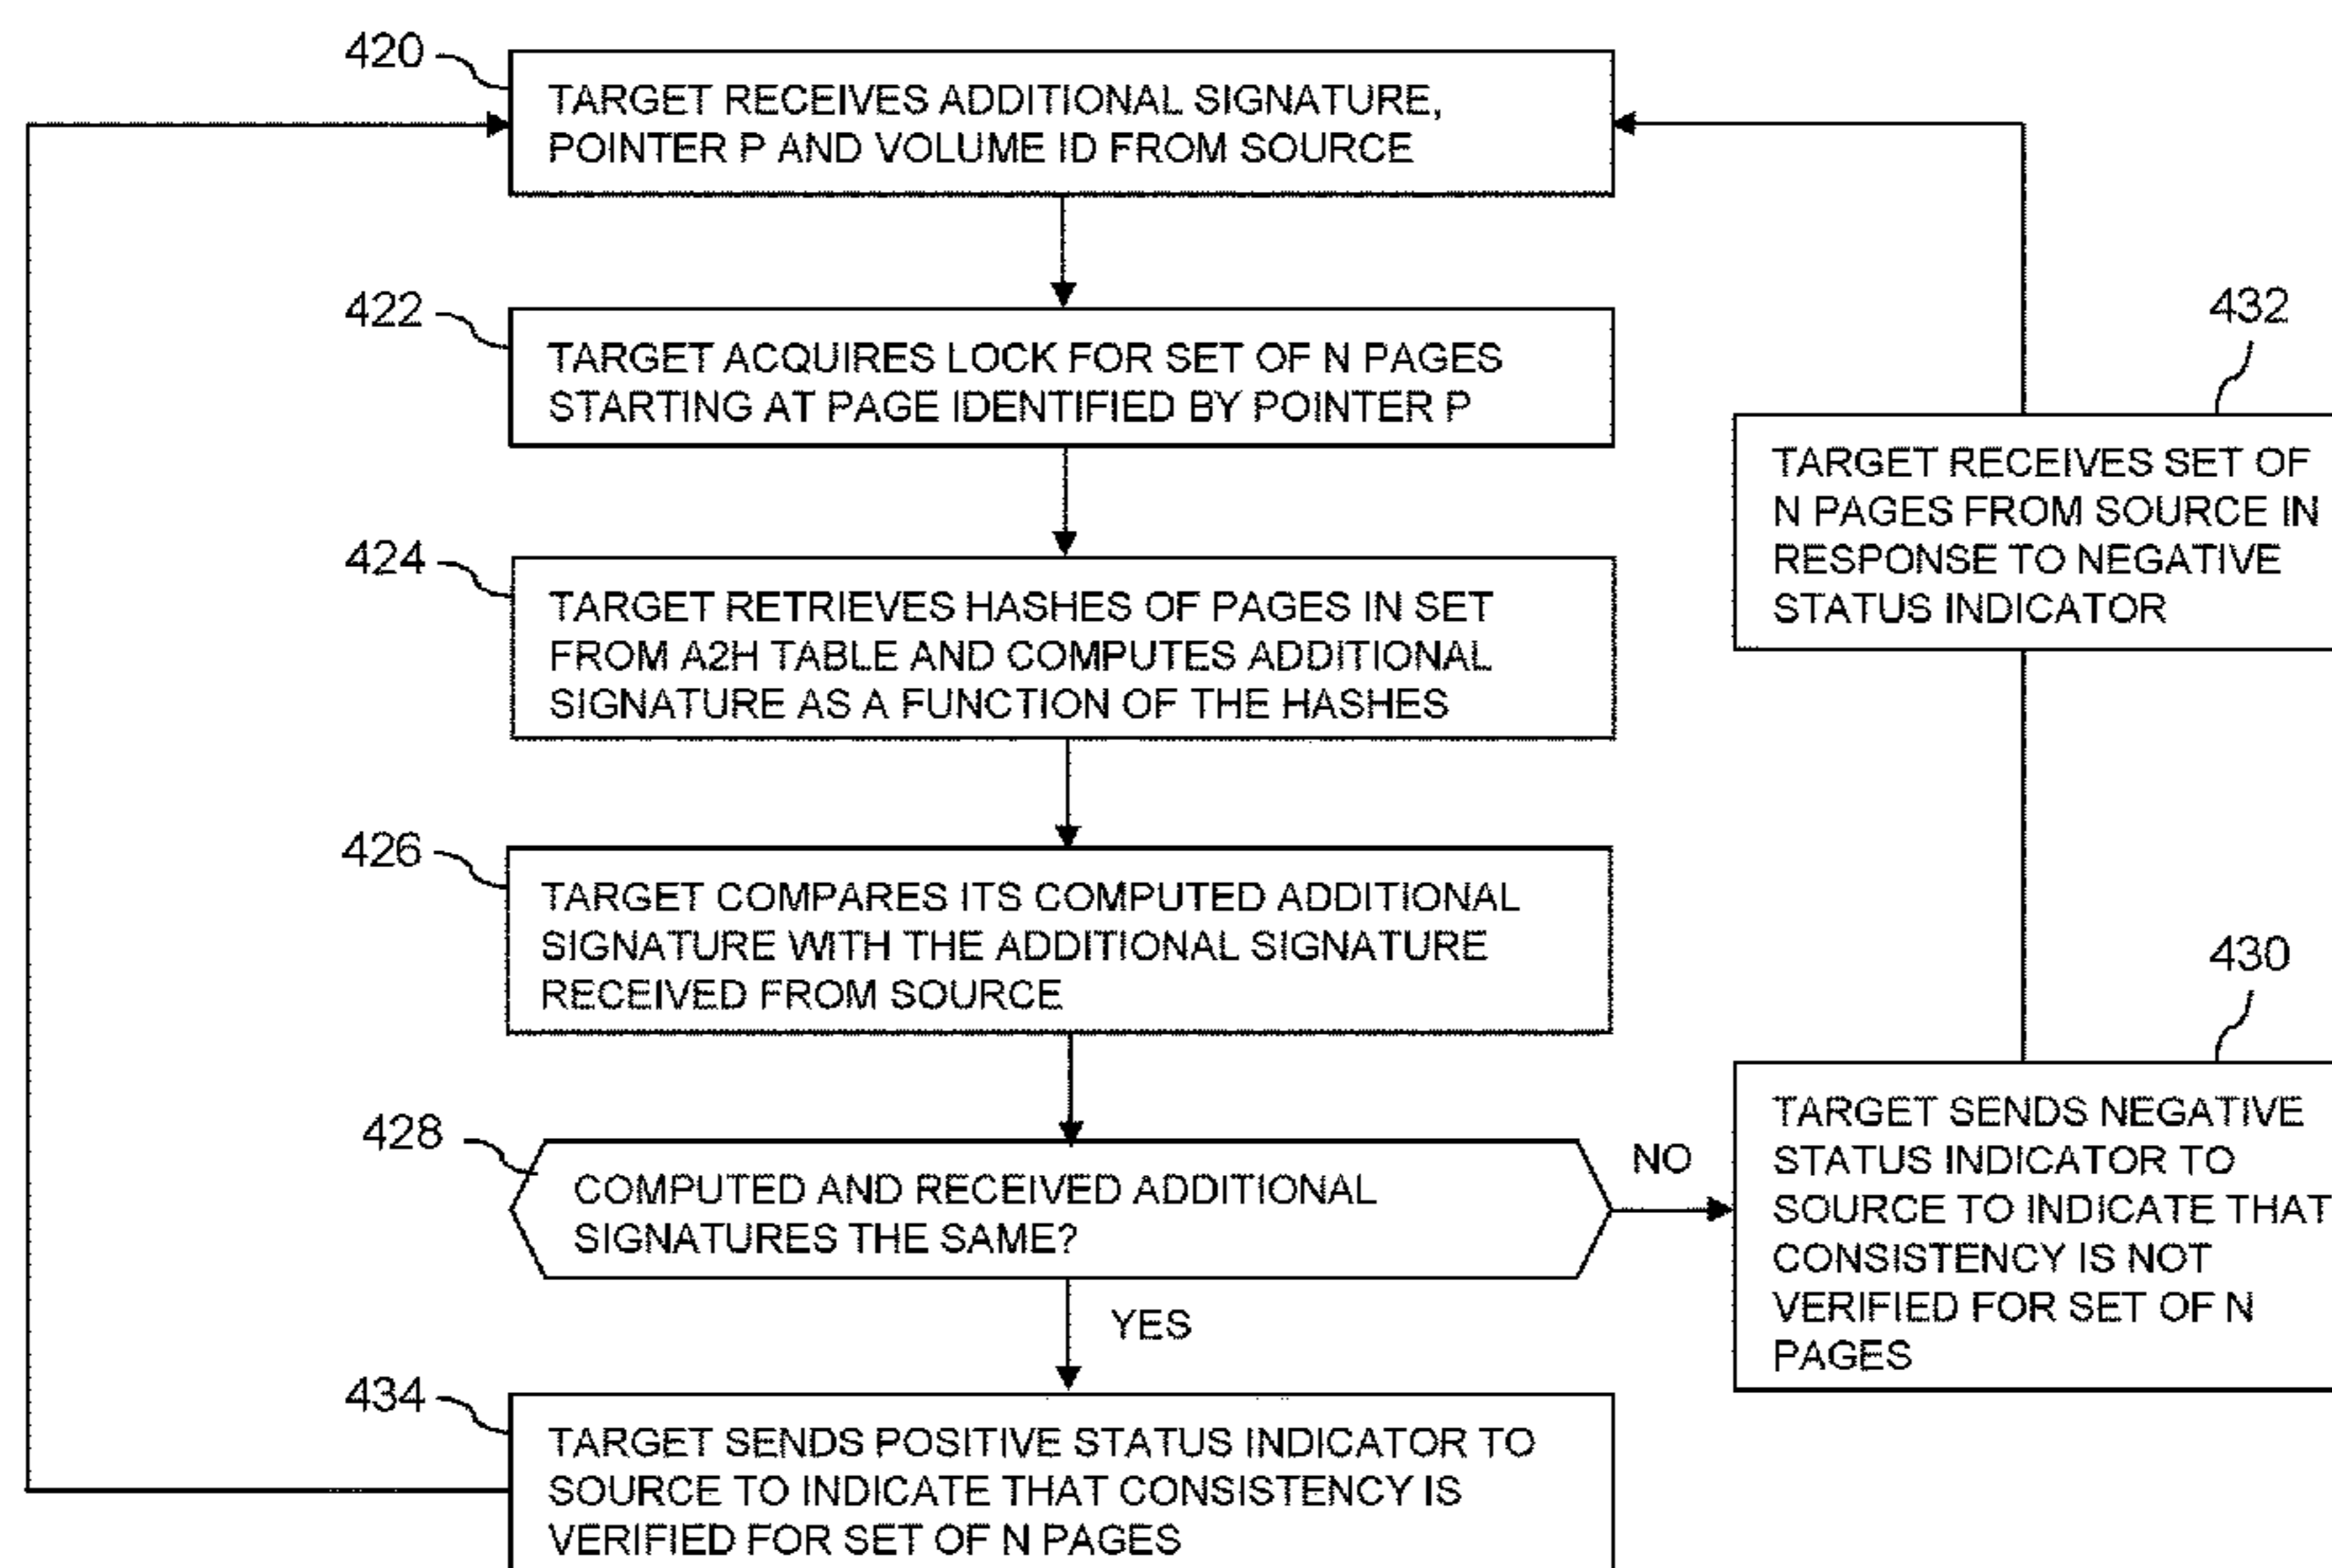 420
TARGET RECEIVES ADDITIONAL SIGNATURE,
POINTER P AND VOLUME ID FROM SOURCE
422
TARGET ACQUIRES LOCK FOR SET OF N PAGES
STARTING AT PAGE IDENTIFIED BY POINTER P
424
TARGET RETRIEVES HASHES OF PAGES IN SET
FROM A2H TABLE AND COMPUTES ADDITIONAL
SIGNATURE AS A FUNCTION OF THE HASHES
426
TARGET COMPARES ITS COMPUTED ADDITIONAL
SIGNATURE WITH THE ADDITIONAL SIGNATURE
RECEIVED FROM SOURCE
428
COMPUTED AND RECEIVED ADDITIONAL
SIGNATURES THE SAME?
NO
YES
430
TARGET SENDS NEGATIVE
STATUS INDICATOR TO
SOURCE TO INDICATE THAT
CONSISTENCY IS NOT
VERIFIED FOR SET OF N
PAGES
432
TARGET RECEIVES SET OF
N PAGES FROM SOURCE IN
RESPONSE TO NEGATIVE
STATUS INDICATOR
434
TARGET SENDS POSITIVE STATUS INDICATOR TO
SOURCE TO INDICATE THAT CONSISTENCY IS
VERIFIED FOR SET OF N PAGES